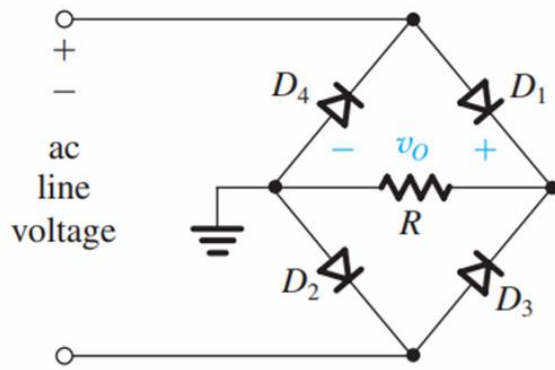 +
−
ac
line
voltage
D4
D1
− vO +
R
D2
D3